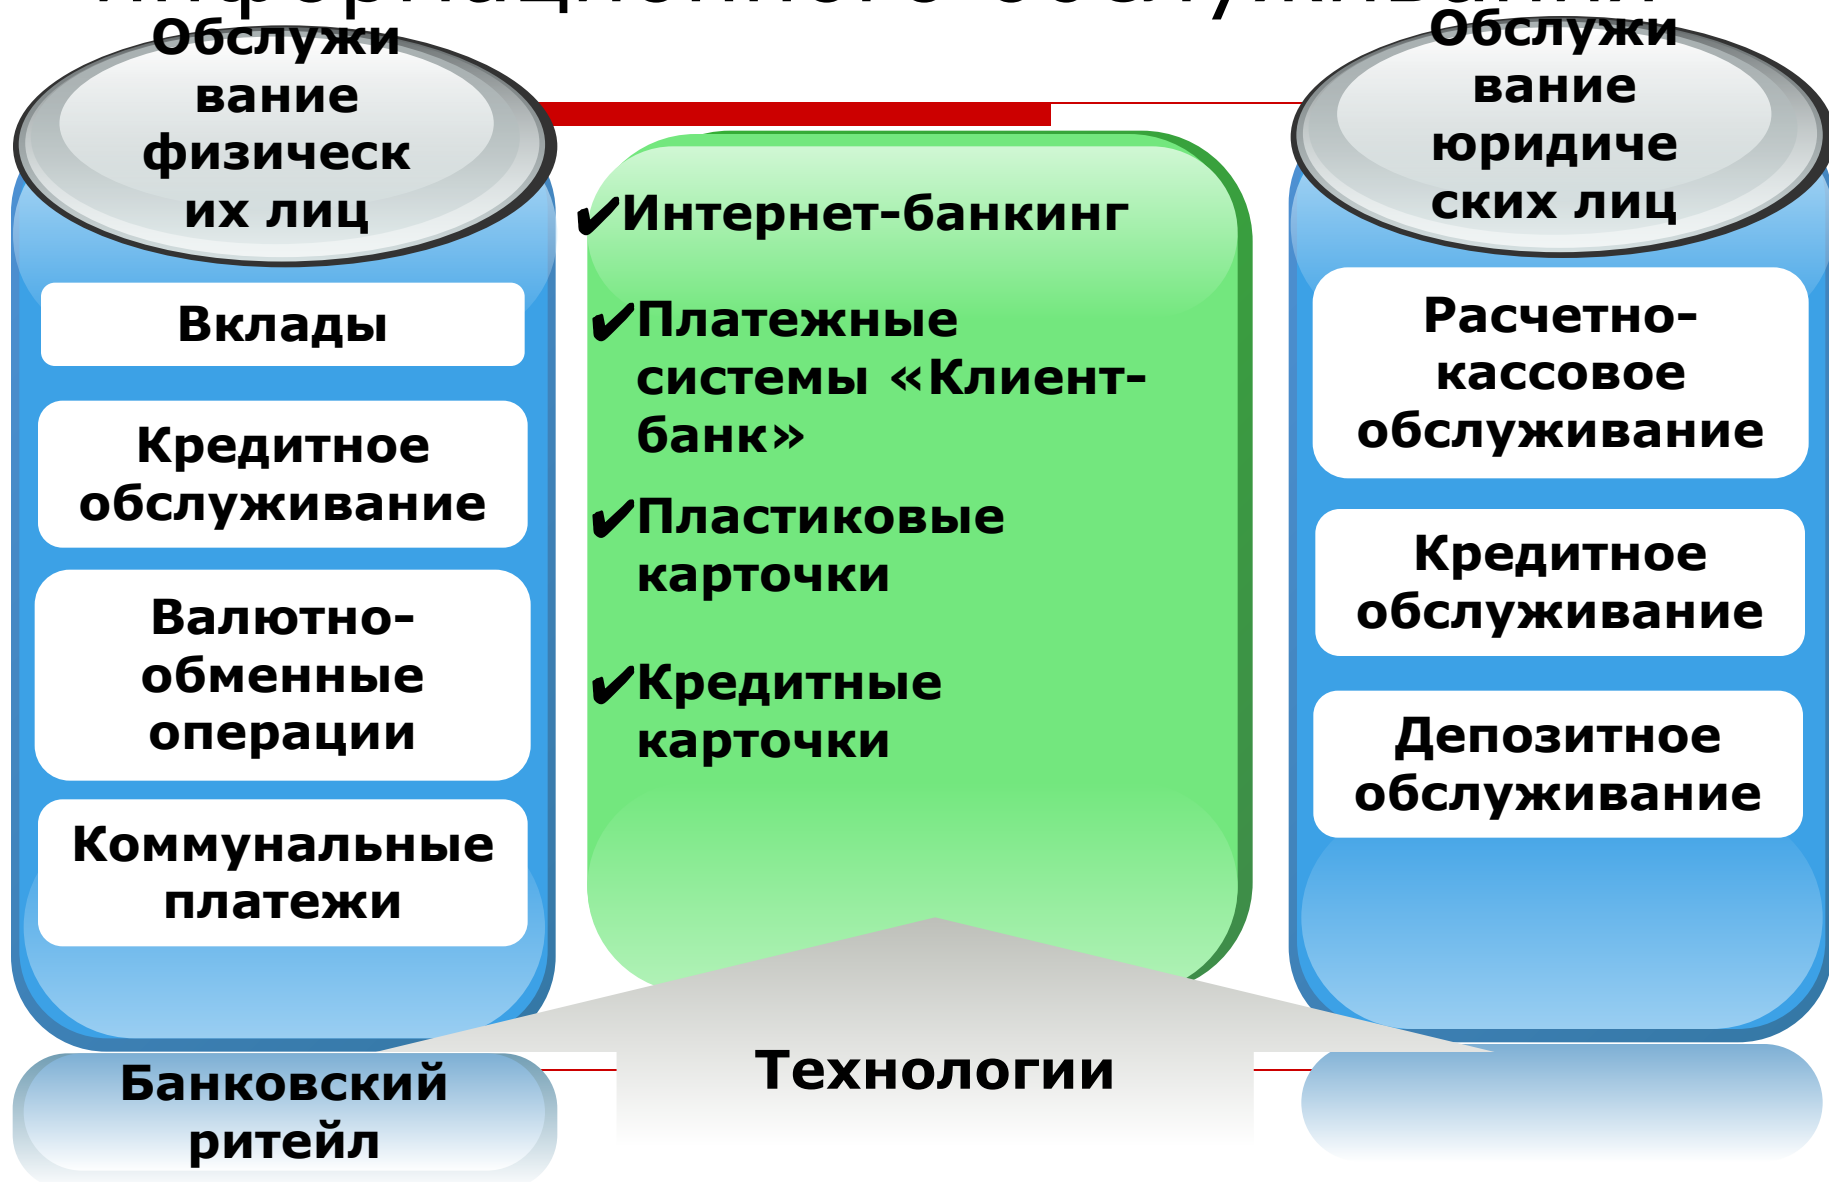 информационного обслуживания
Обслужи
вание
физическ
их лиц
Вклады
Кредитное
обслуживание
Валютно-
обменные
операции
Коммунальные
платежи
Банковский
ритейл
✔Интернет-банкинг
✔Платежные
системы «Клиент-
банк»
✔Пластиковые
карточки
✔Кредитные
карточки
Технологии
Обслужи
вание
юридиче
ских лиц
Расчетно-
кассовое
обслуживание
Кредитное
обслуживание
Депозитное
обслуживание